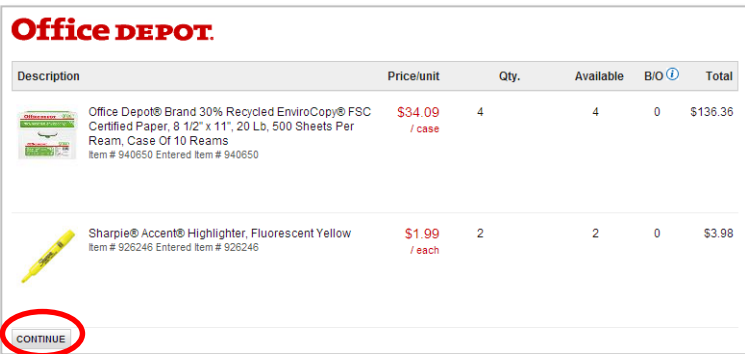 Office DEPOT.
Description Price/unit Qty. Available B/O i Total
Office Depot® Brand 30% Recycled EnviroCopy® FSC $34.09 4 4 0 $136.36
Certified Paper, 8 1/2" x 11", 20 Lb, 500 Sheets Per / case
Ream, Case Of 10 Reams
Item # 940650 Entered Item # 940650
Sharpie® Accent® Highlighter, Fluorescent Yellow $1.99 2 2 0 $3.98
Item # 926246 Entered Item # 926246 / each
CONTINUE